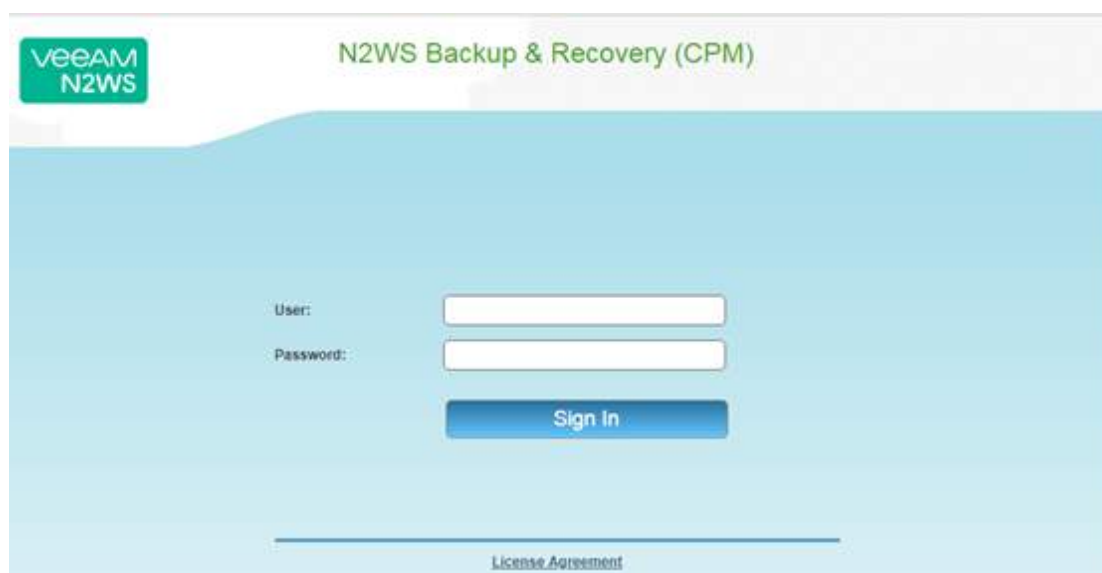 veeAM
N2WS
N2WS Backup & Recovery (CPM)
User:
Password:
Sign In
License Agreement